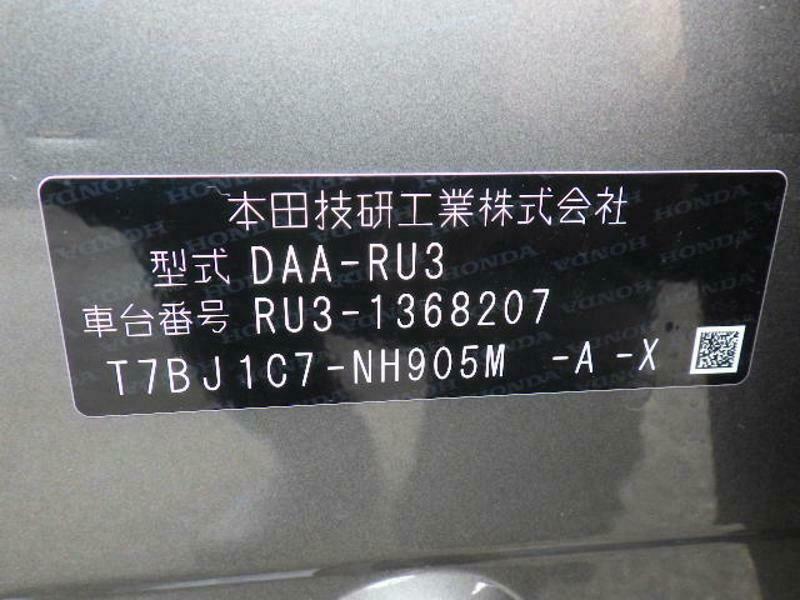 本田技研工業株式会社
型式 DAA-RU3
車台番号 RU3-1368207
T7BJ1C7-NH905M -A -X